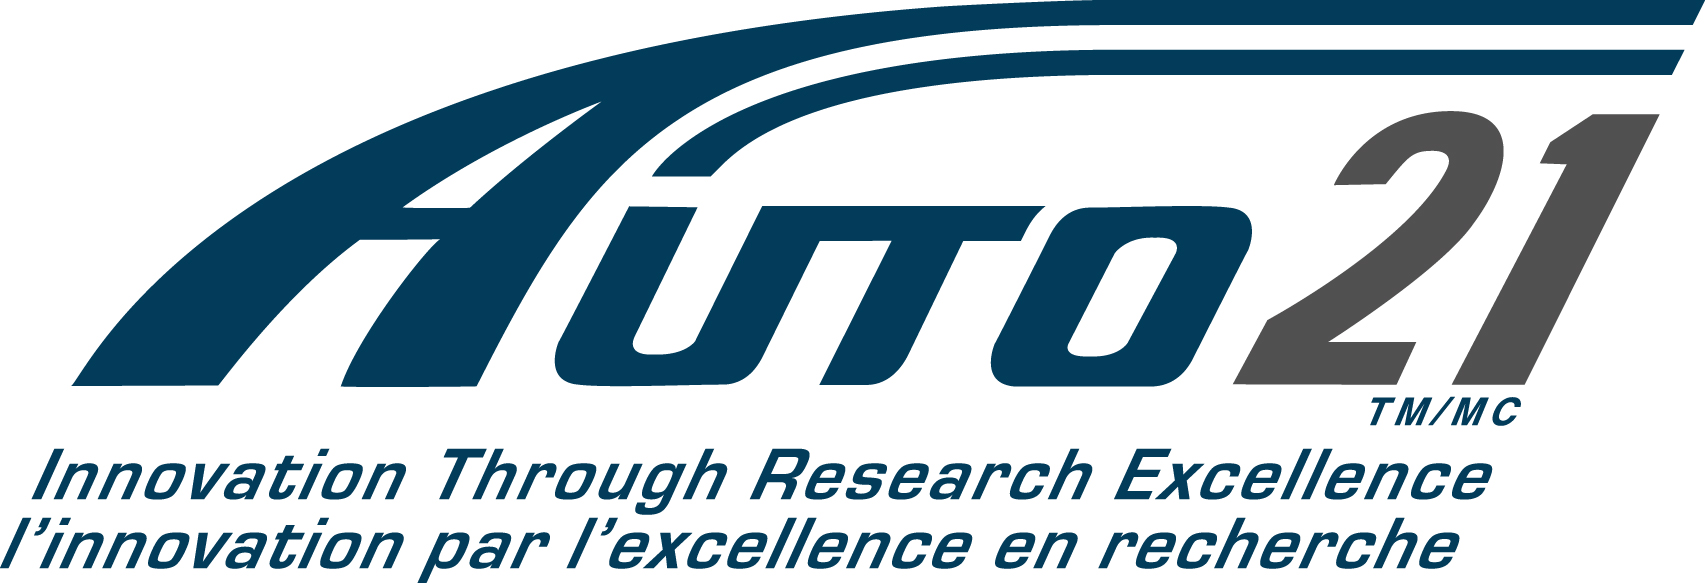 AUTO21
TM/MC
Innovation Through Research Excellence
l'innovation par l'excellence en recherche